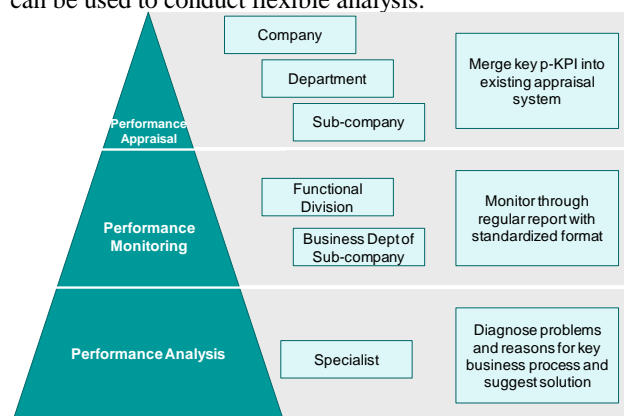 can be used to conduct flexible analysis.
Company
Department
Sub-company
Performance
Appraisal
Merge key p-KPI into
existing appraisal
system
Functional
Division
Business Dept of
Sub-company
Performance
Monitoring
Monitor through
regular report with
standardized format
Performance Analysis
Specialist
Diagnose problems
and reasons for key
business process and
suggest solution